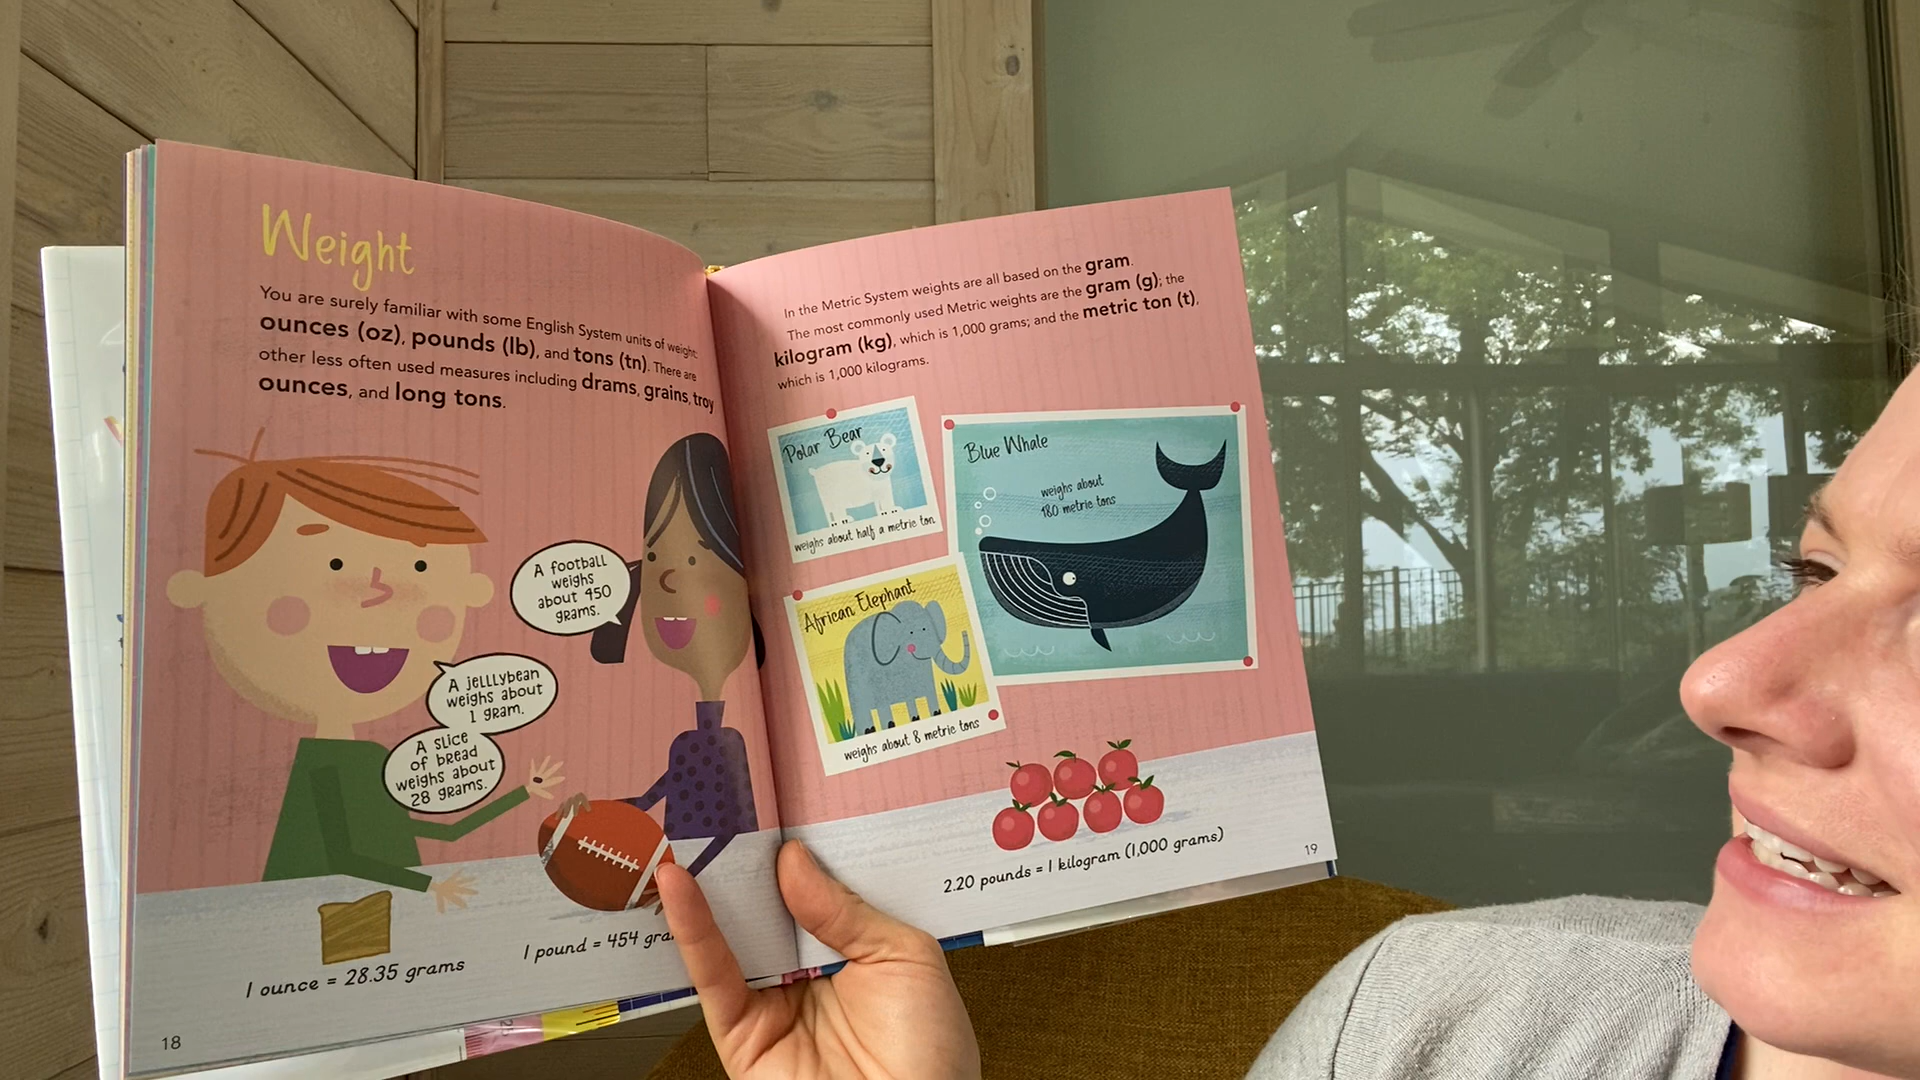 Weight
You are surely familiar with some English System units of weight:
ounces (oz), pounds (lb), and tons (tn). There are
other less often used measures including drams, grains, troy
ounces, and long tons.
A football
weighs
about 450
grams.
A jelllybean
weighs about
1 gram.
A slice
of bread
weighs about
28 grams.
1 ounce = 28.35 grams
1 pound = 454
18
In the Metric System weights are all based on the gram.
The most commonly used Metric weights are the gram (g); the
kilogram (kg), which is 1,000 grams; and the metric ton (t),
which is 1,000 kilograms.
Polar Bear
weighs about half a metric ton
Blue Whale
weighs about
180 metric tons
African Elephant
weighs about 8 metric tons
2.20 pounds = 1 kilogram (1,000 grams)
19